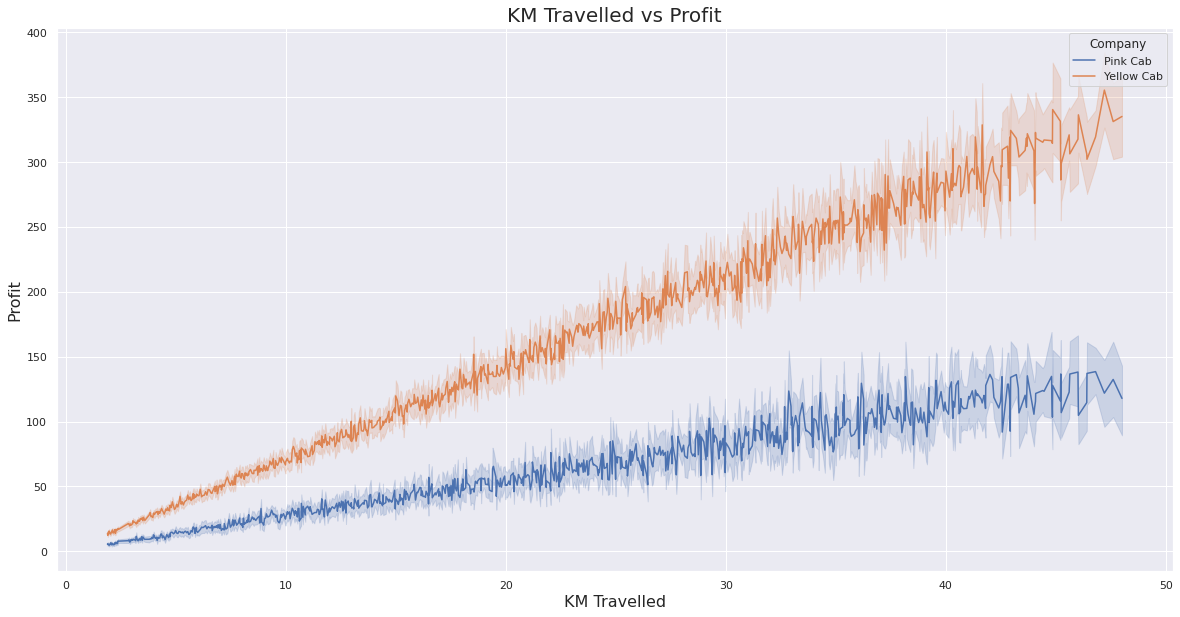 KM Travelled vs Profit
Company
Pink Cab
Yellow Cab
Profit
400
350
300
250
200
150
100
50
0
0 10 20 30 40 50
KM Travelled